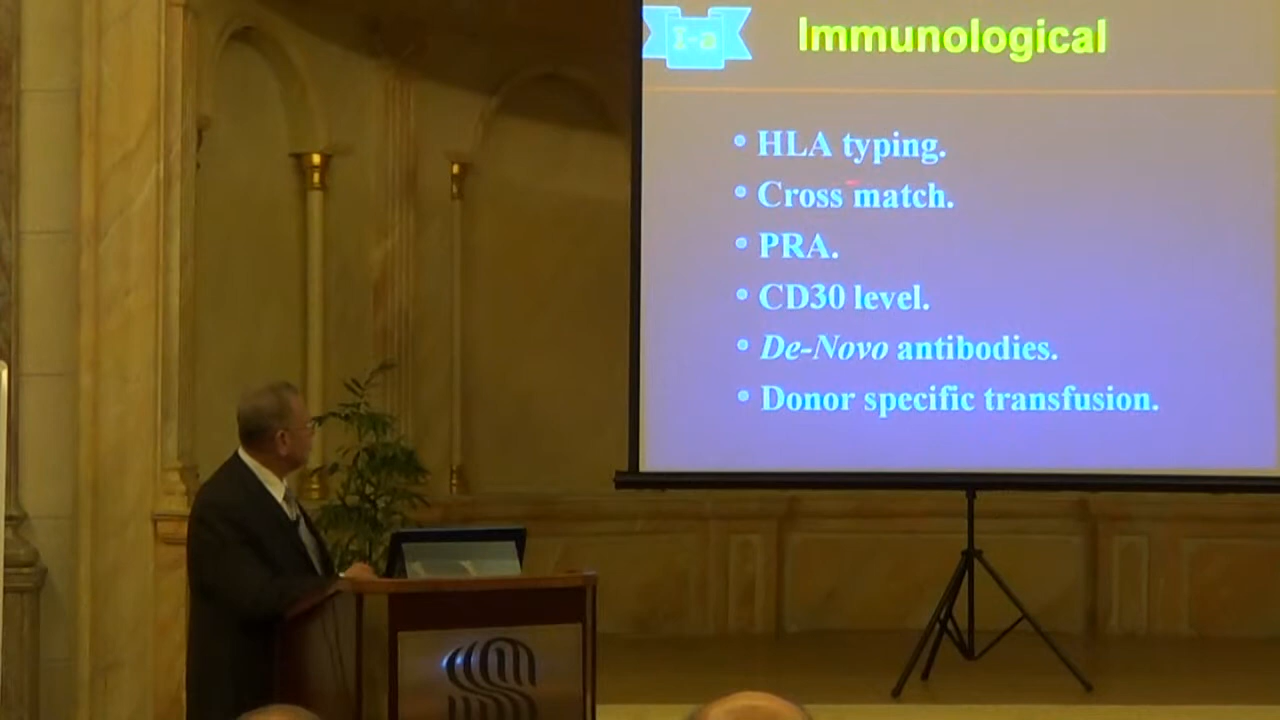 I-a
Immunological
• HLA typing.
• Cross match.
• PRA.
• CD30 level.
• De-Novo antibodies.
• Donor specific transfusion.